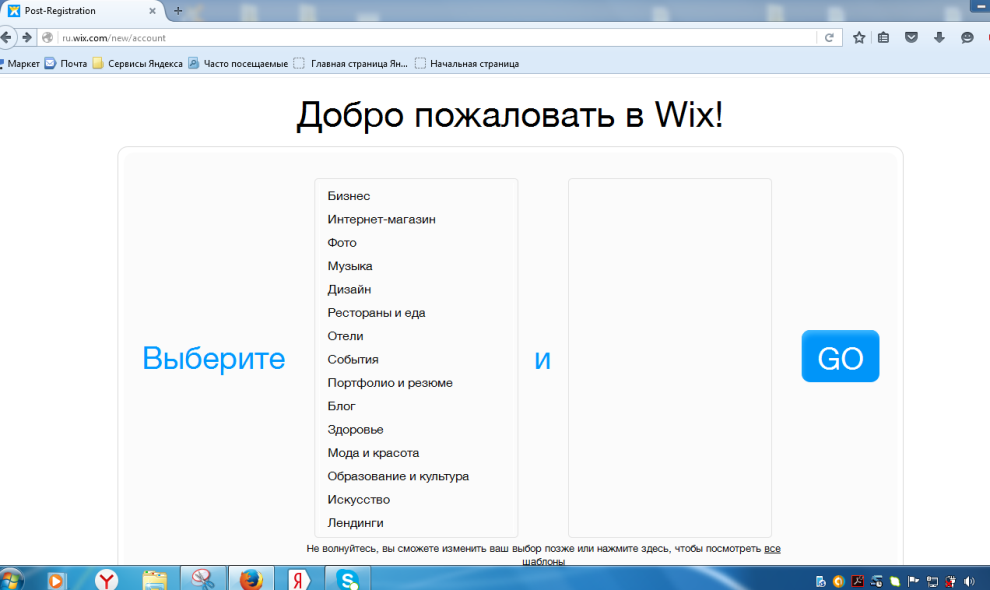 Post-Registration
ru.wix.com/new/account
Маркет Почта Сервисы Яндекса Часто посещаемые Главная страница Ян... Начальная страница
Добро пожаловать в Wix!
Выберите
Бизнес
Интернет-магазин
Фото
Музыка
Дизайн
Рестораны и еда
Отели
События
Портфолио и резюме
Блог
Здоровье
Мода и красота
Образование и культура
Искусство
Лендинги
и
GO
Не волнуйтесь, вы сможете изменить ваш выбор позже или нажмите здесь, чтобы посмотреть все
шаблоны